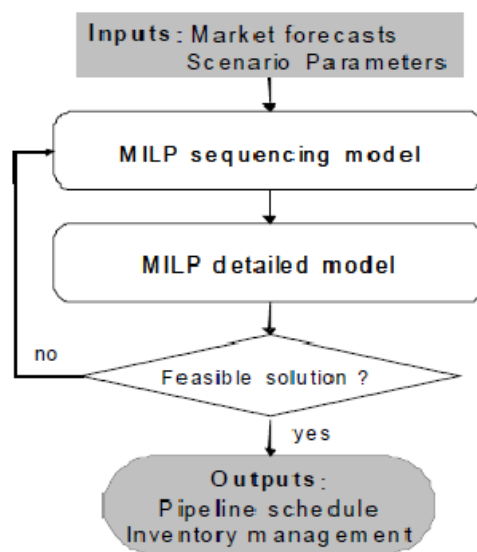 Inputs: Market forecasts
Scenario Parameters
MILP sequencing model
MILP detailed model
no
Feasible solution ?
yes
Outputs:
Pipeline schedule
Inventory management